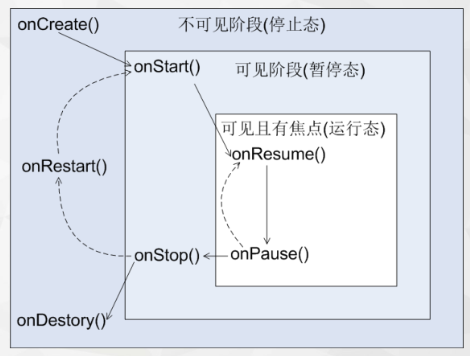 onCreate()
不可见阶段(停止态)
onStart()
可见阶段(暂停态)
可见且有焦点(运行态)
onResume()
onRestart()
onStop()
onPause()
onDestory()